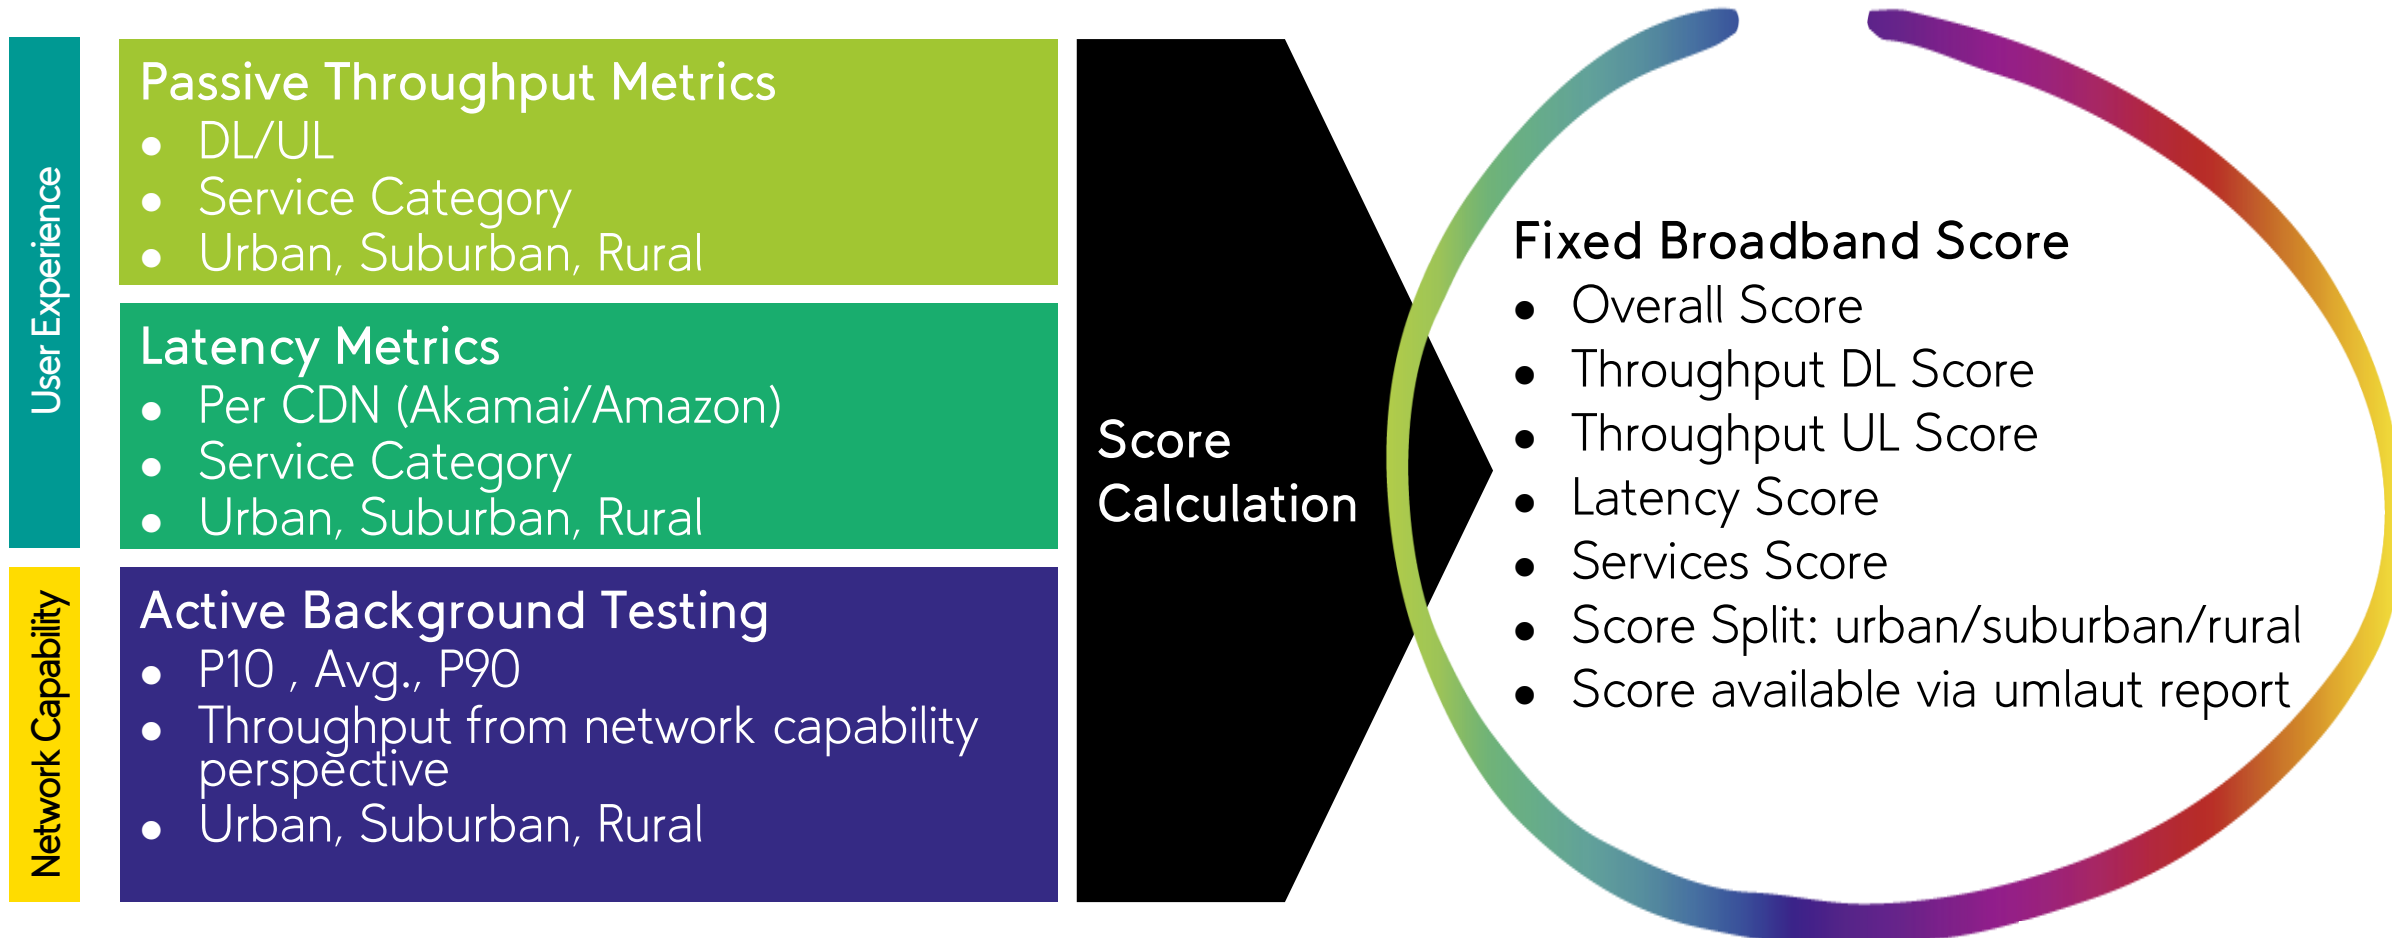 User Experience
Passive Throughput Metrics
• DL/UL
• Service Category
• Urban, Suburban, Rural
Latency Metrics
• Per CDN (Akamai/Amazon)
• Service Category
• Urban, Suburban, Rural
Network Capability
Active Background Testing
• P10 , Avg., P90
• Throughput from network capability
perspective
• Urban, Suburban, Rural
Score
Calculation
Fixed Broadband Score
• Overall Score
• Throughput DL Score
• Throughput UL Score
• Latency Score
• Services Score
• Score Split: urban/suburban/rural
• Score available via umlaut report